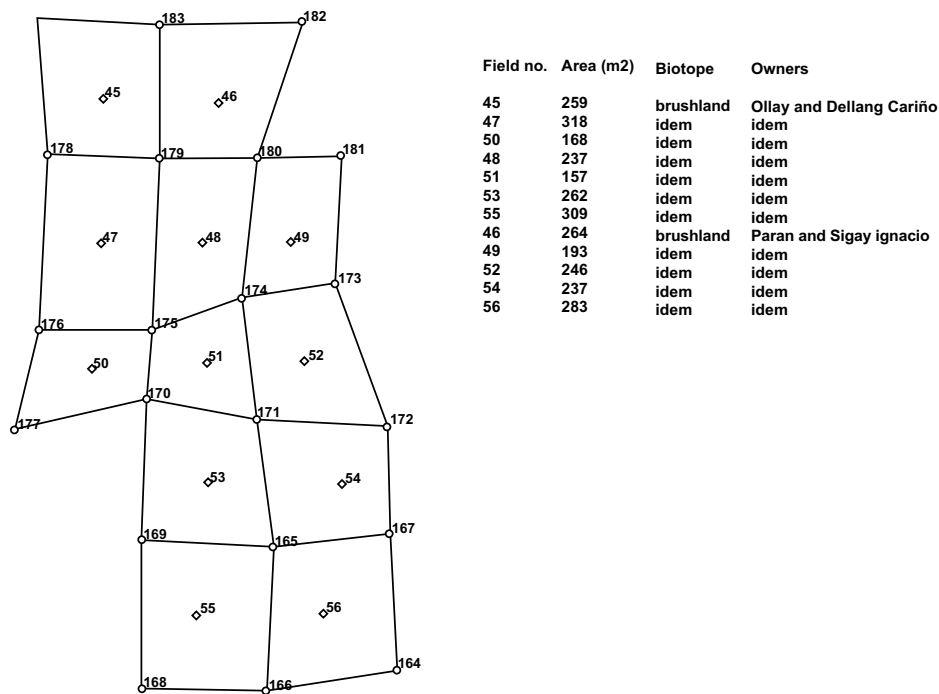 183
182
45
46
178
179
180
181
47
48
49
174
173
176
175
50
51
52
170
177
171
172
53
54
169
165
167
55
56
164
168
166
Field no. Area (m2) Biotope Owners
45 259 brushland Ollay and Dellang Cariño
47 318 idem idem
50 168 idem idem
48 237 idem idem
51 157 idem idem
53 262 idem idem
55 309 idem idem
46 264 brushland Paran and Sigay ignacio
49 193 idem idem
52 246 idem idem
54 237 idem idem
56 283 idem idem